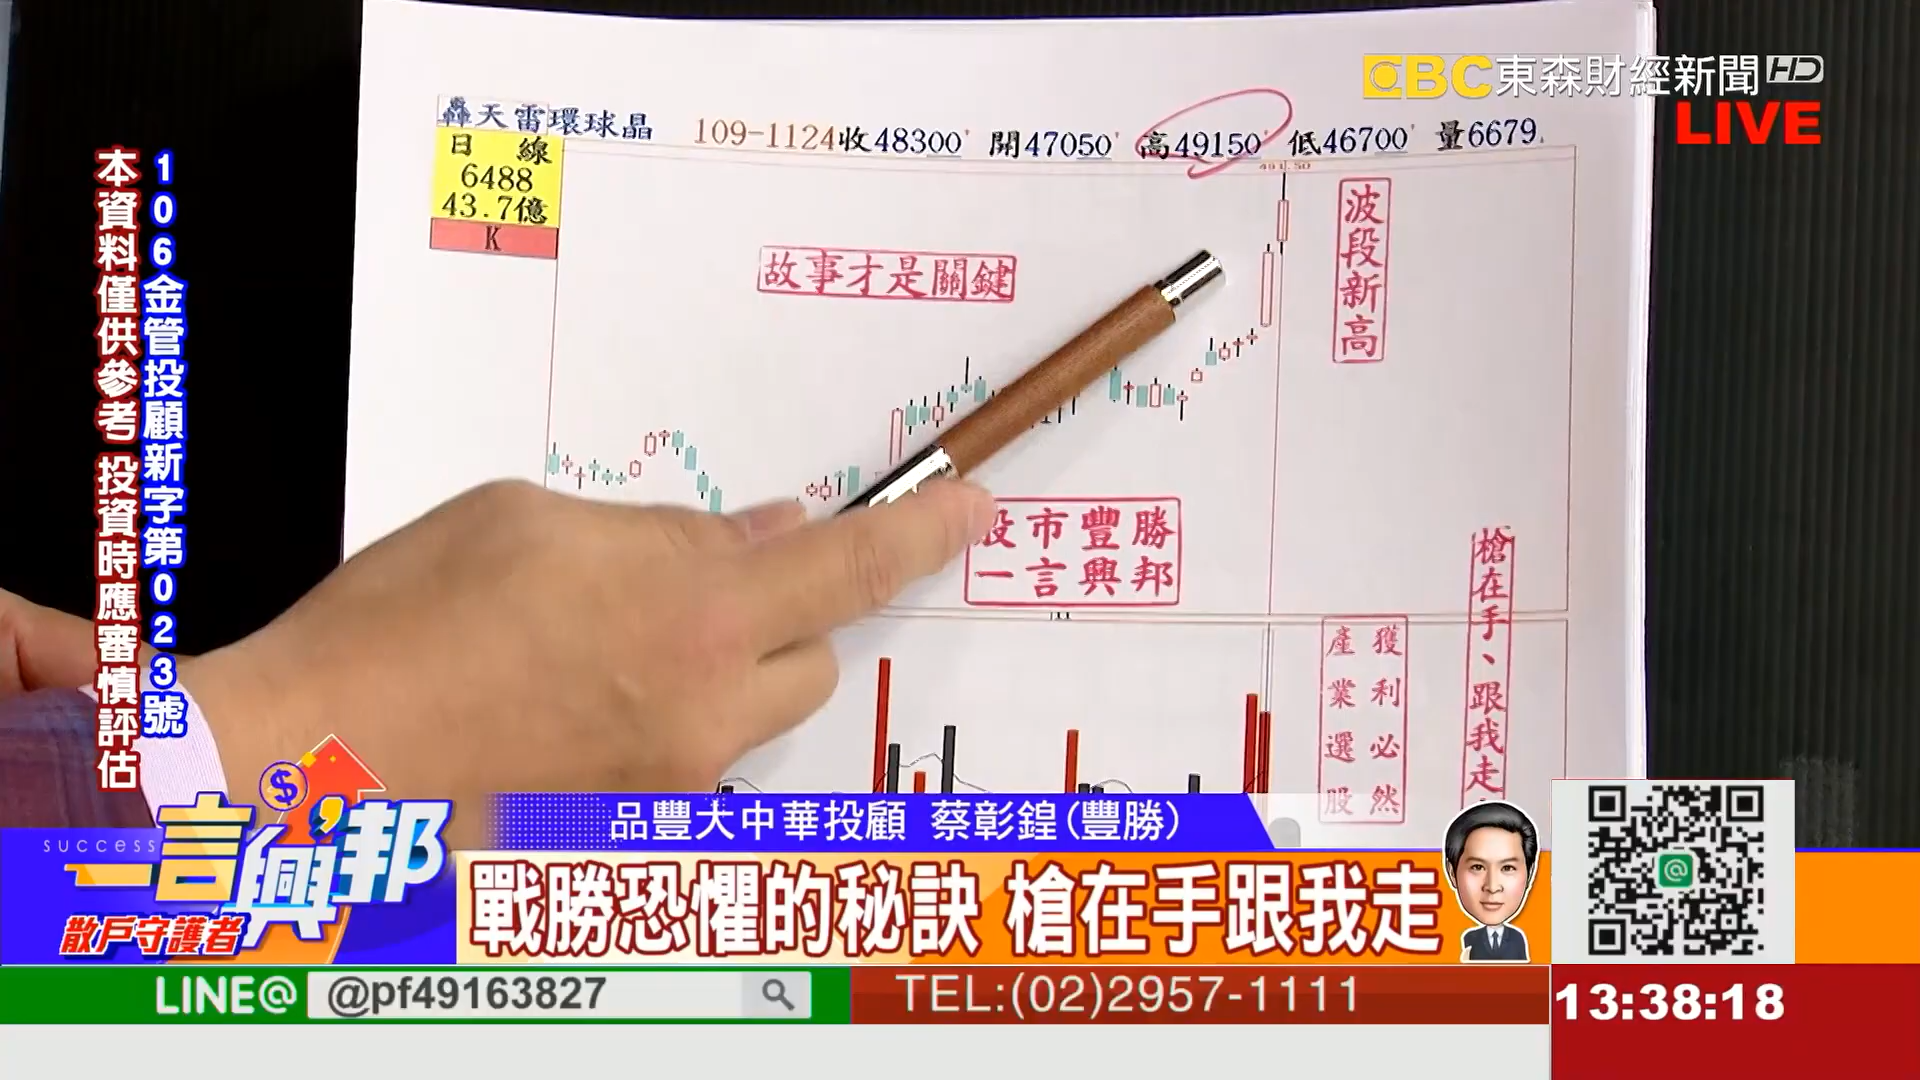 EBC東森財經新聞HD
LIVE
轟天雷環球晶
109-1124收48300' 開47050' 高49150' 低46700' 量6679
日 線
6488
43.7億
K
491.50
波段新高
故事才是關鍵
股市豐勝
一言興邦
槍在手、跟我走
獲利必然
產業選股
106金管投顧新字第023號
本資料僅供參考 投資時應審慎評估
success
一言興邦
散戶守護者
品豐大中華投顧 蔡彰鍠(豐勝)
戰勝恐懼的秘訣 槍在手跟我走
LINE@ @pf49163827
TEL:(02)2957-1111
13:38:18